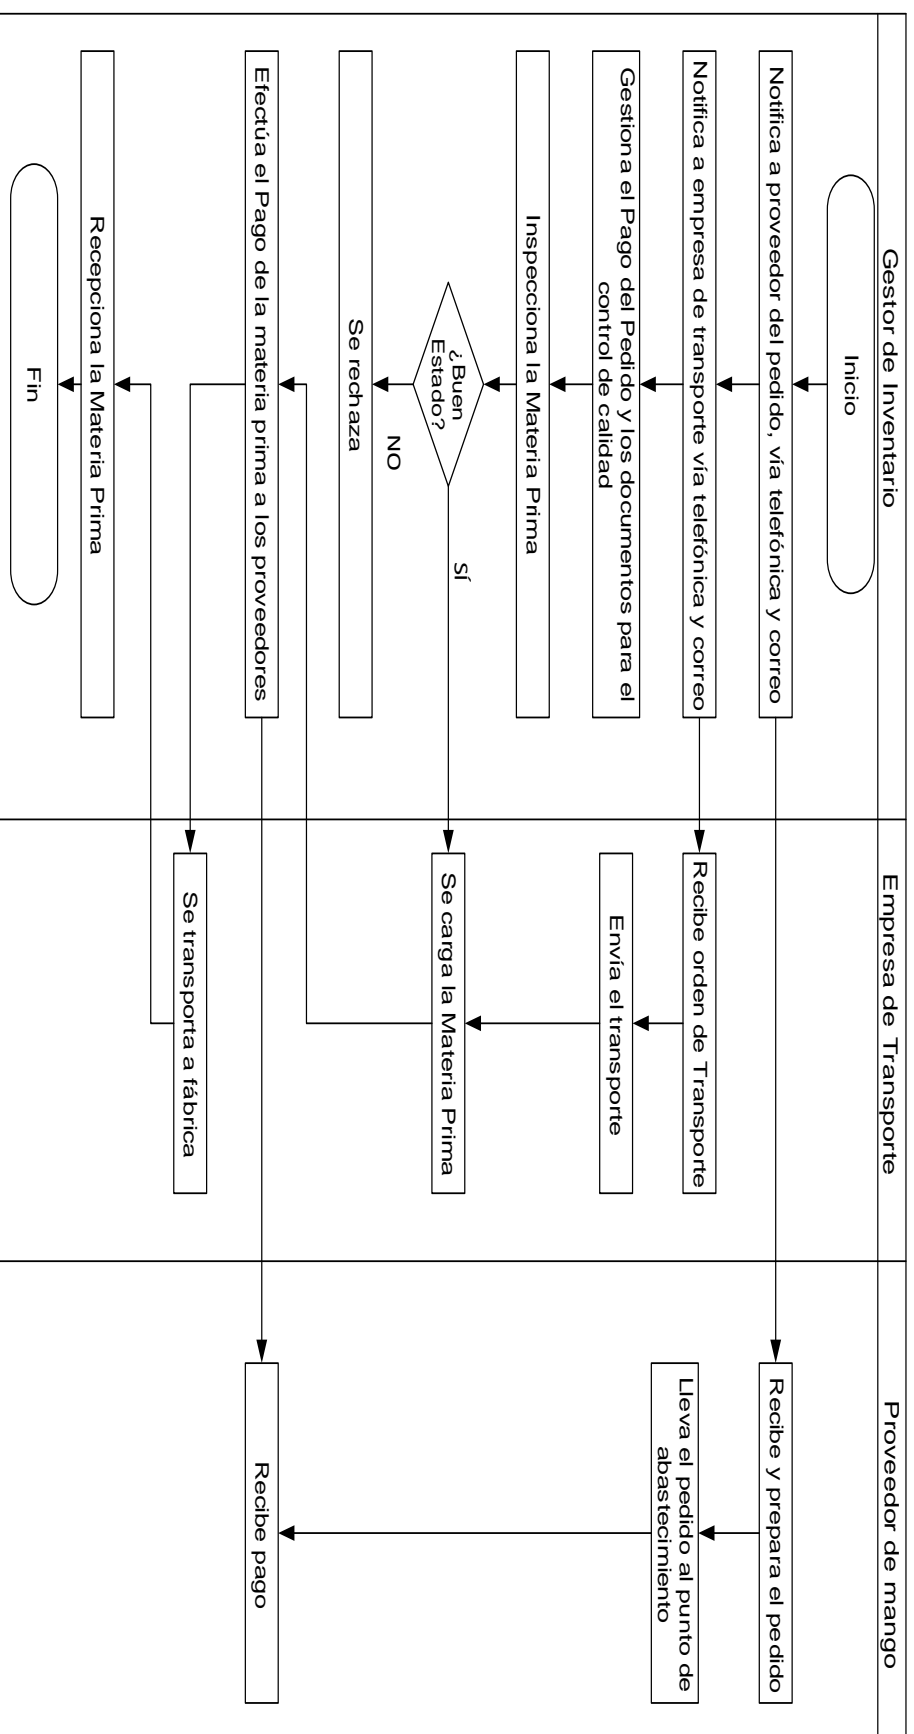 Gestor de Inventario
Empresa de Transporte
Proveedor de mango
Inicio
Notifica a proveedor del pedido, vía telefónica y correo
Recibe y prepara el pedido
Notifica a empresa de transporte vía telefónica y correo
Recibe orden de Transporte
Lleva el pedido al punto de
abastecimiento
Gestiona el Pago del Pedido y los documentos para el
control de calidad
Envía el transporte
Inspecciona la Materia Prima
¿Buen
Estado?
SÍ
Se carga la Materia Prima
NO
Se rechaza
Efectúa el Pago de la materia prima a los proveedores
Recibe pago
Se transporta a fábrica
Recepciona la Materia Prima
Fin